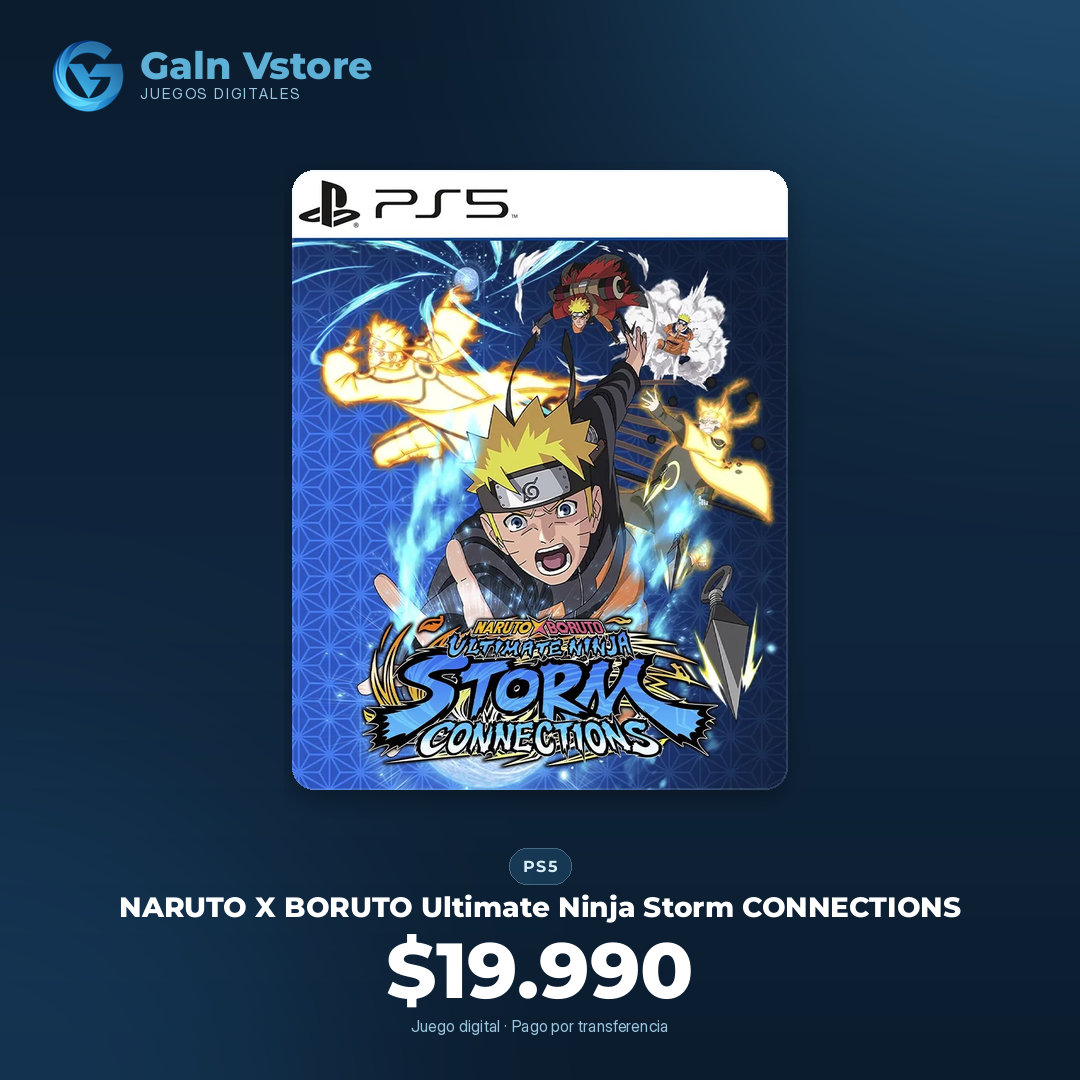 Galn Vstore
JUEGOS DIGITALES
PS5
NARUTO X BORUTO
ULTIMATE NINJA
STORM
CONNECTIONS
PS5
NARUTO X BORUTO Ultimate Ninja Storm CONNECTIONS
$19.990
Juego digital · Pago por transferencia